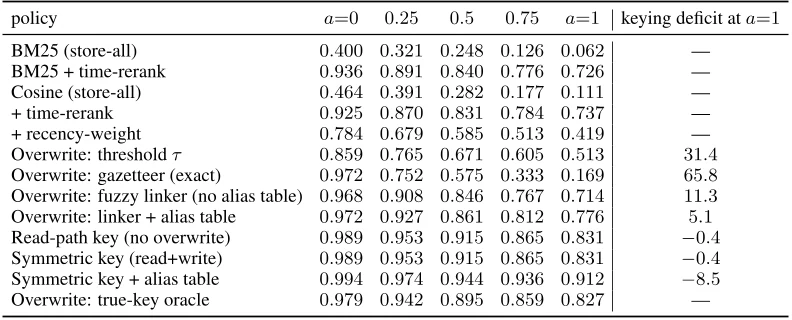 policy a=0 0.25 0.5 0.75 a=1 keying deficit at a=1
BM25 (store-all) 0.400 0.321 0.248 0.126 0.062 —
BM25 + time-rerank 0.936 0.891 0.840 0.776 0.726 —
Cosine (store-all) 0.464 0.391 0.282 0.177 0.111 —
+ time-rerank 0.925 0.870 0.831 0.784 0.737 —
+ recency-weight 0.784 0.679 0.585 0.513 0.419 —
Overwrite: threshold τ 0.859 0.765 0.671 0.605 0.513 31.4
Overwrite: gazetteer (exact) 0.972 0.752 0.575 0.333 0.169 65.8
Overwrite: fuzzy linker (no alias table) 0.968 0.908 0.846 0.767 0.714 11.3
Overwrite: linker + alias table 0.972 0.927 0.861 0.812 0.776 5.1
Read-path key (no overwrite) 0.989 0.953 0.915 0.865 0.831 −0.4
Symmetric key (read+write) 0.989 0.953 0.915 0.865 0.831 −0.4
Symmetric key + alias table 0.994 0.974 0.944 0.936 0.912 −8.5
Overwrite: true-key oracle 0.979 0.942 0.895 0.859 0.827 —